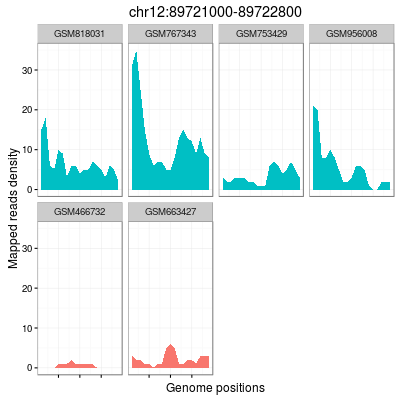 chr12:89721000-89722800
GSM818031 GSM767343 GSM753429 GSM956008
30
20
10
0
GSM466732 GSM663427
30
20
10
0
Mapped reads density
Genome positions